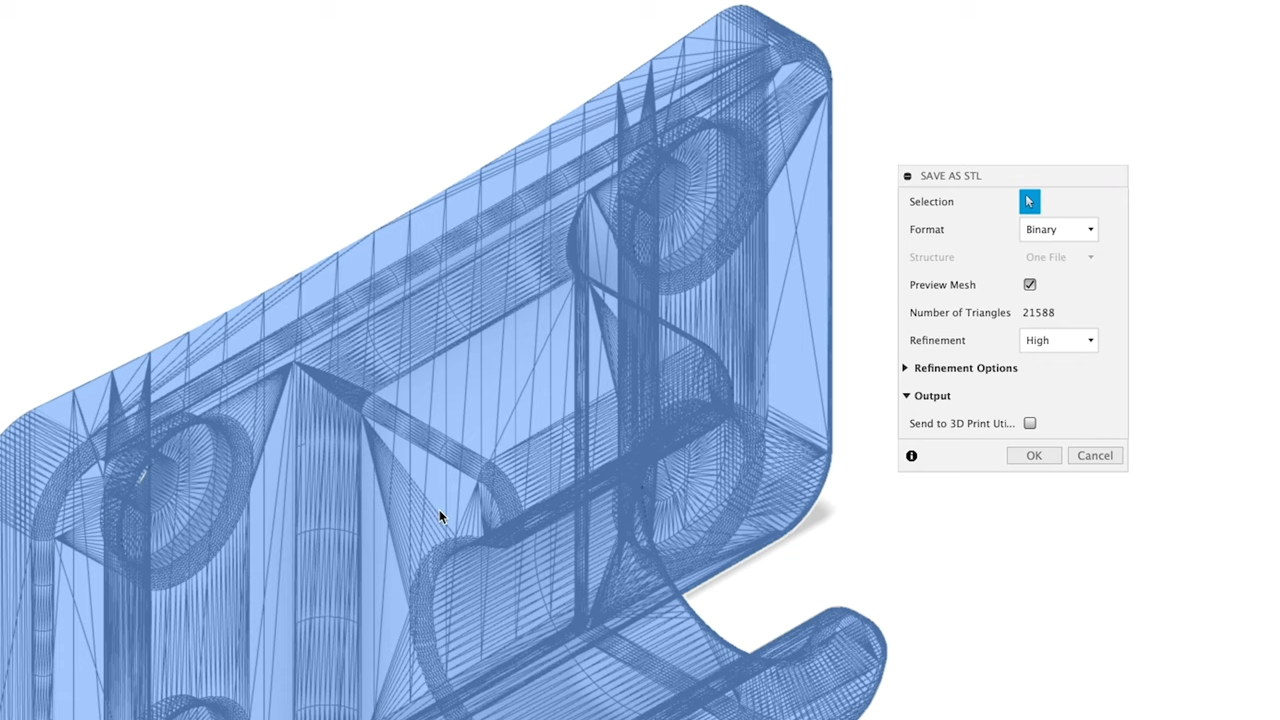 SAVE AS STL
Selection
Format Binary
Structure One File
Preview Mesh
Number of Triangles 21588
Refinement High
Refinement Options
Output
Send to 3D Print Uti...
OK Cancel